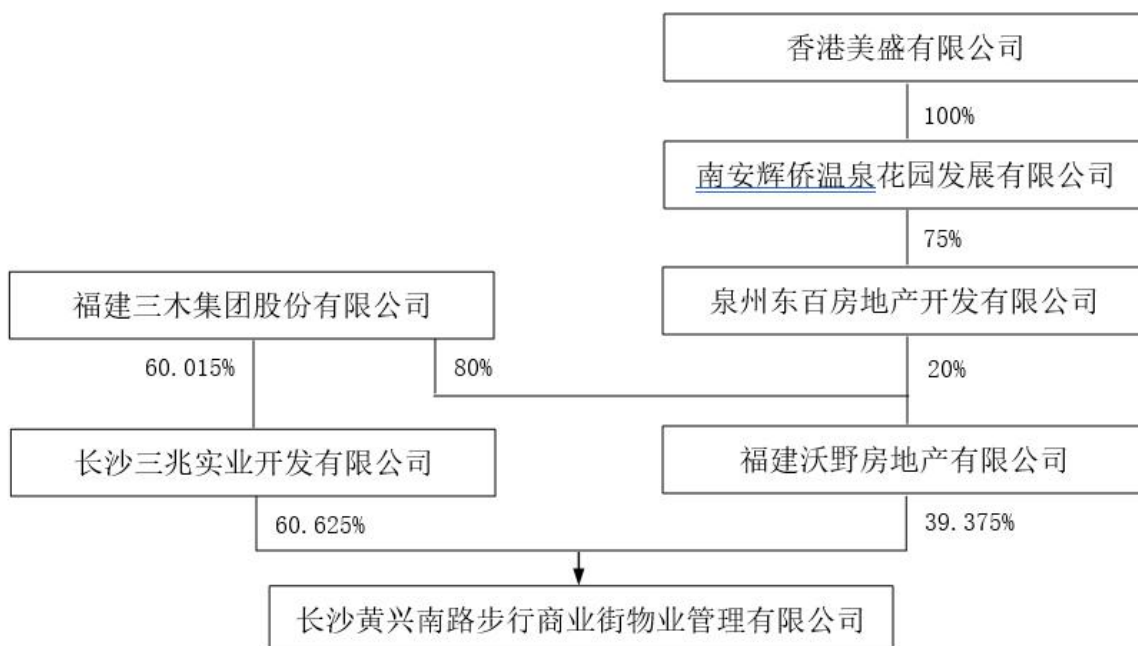 香港美盛有限公司
100%
南安辉侨温泉花园发展有限公司
75%
福建三木集团股份有限公司
泉州东百房地产开发有限公司
60.015%
80%
20%
长沙三兆实业开发有限公司
福建沃野房地产有限公司
60.625%
39.375%
长沙黄兴南路步行商业街物业管理有限公司